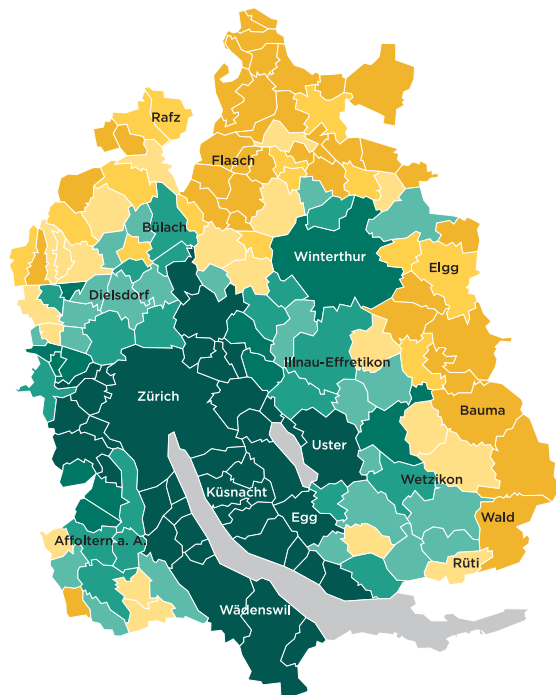 Rafz
Flaach
Bülach
Winterthur
Elgg
Dielsdorf
Illnau-Effretikon
Zürich
Bauma
Uster
Wetzikon
Küsnacht
Egg
Wald
Affoltern a. A.
Rüti
Wädenswil